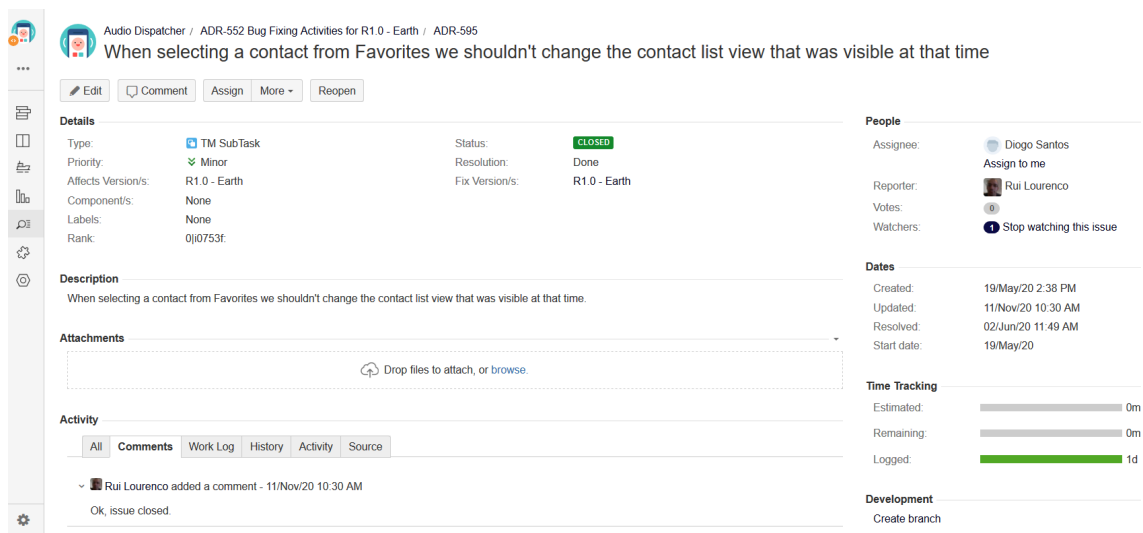 Audio Dispatcher / ADR-552 Bug Fixing Activities for R1.0 - Earth / ADR-595
When selecting a contact from Favorites we shouldn't change the contact list view that was visible at that time
Edit Comment Assign More Reopen
Details
Type: TM SubTask Status: CLOSED
Priority: Minor Resolution: Done
Affects Version/s: R1.0 - Earth Fix Version/s: R1.0 - Earth
Component/s: None
Labels: None
Rank: 0|i0753f:
Description
When selecting a contact from Favorites we shouldn't change the contact list view that was visible at that time.
Attachments
Drop files to attach, or browse.
Activity
All Comments Work Log History Activity Source
Rui Lourenco added a comment - 11/Nov/20 10:30 AM
Ok, issue closed.
People
Assignee: Diogo Santos
Assign to me
Reporter: Rui Lourenco
Votes: 0
Watchers: 1 Stop watching this issue
Dates
Created: 19/May/20 2:38 PM
Updated: 11/Nov/20 10:30 AM
Resolved: 02/Jun/20 11:49 AM
Start date: 19/May/20
Time Tracking
Estimated: 0m
Remaining: 0m
Logged: 1d
Development
Create branch